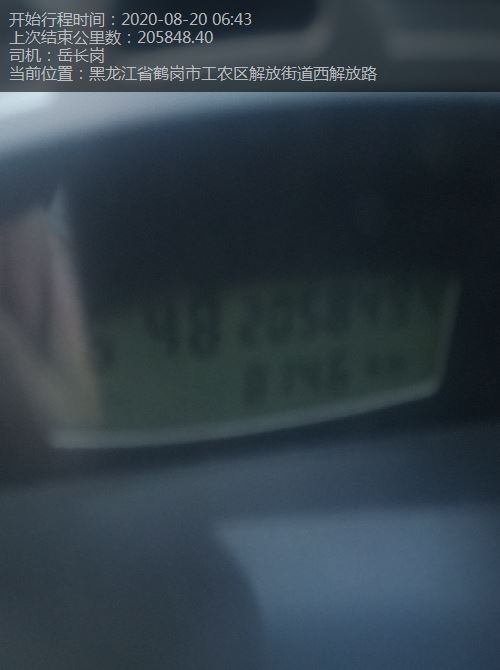 开始行程时间：2020-08-20 06:43
上次结束公里数：205848.40
司机：岳长岗
当前位置：黑龙江省鹤岗市工农区解放街道西解放路
48